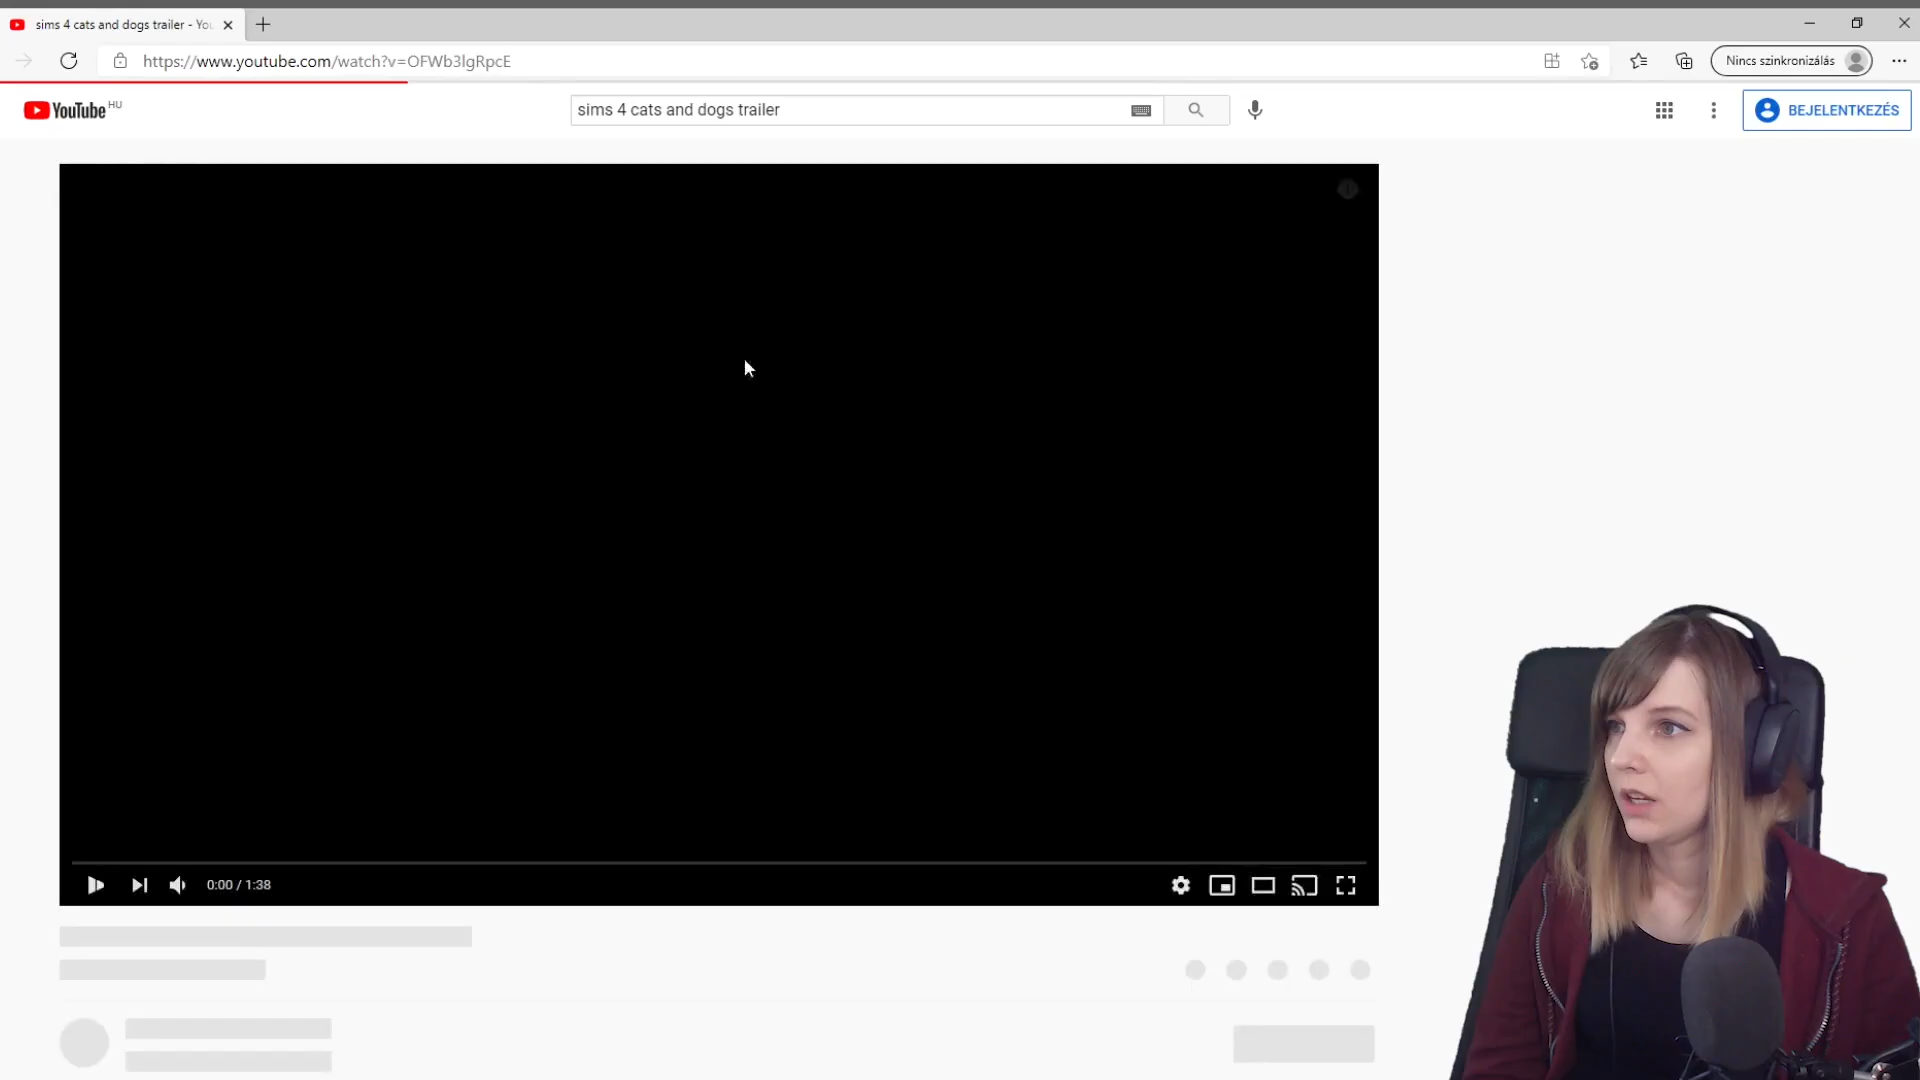 sims 4 cats and dogs trailer - You
https://www.youtube.com/watch?v=OFWb3lgRpcE
Nincs szinkronizálás
YouTube HU
sims 4 cats and dogs trailer
BEJELENTKEZÉS
0:00 / 1:38